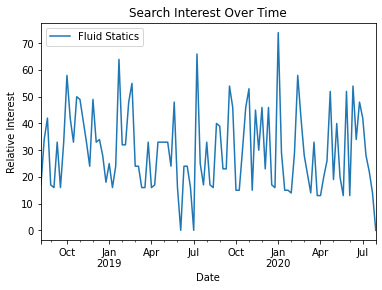 Search Interest Over Time
Fluid Statics
Relative Interest
70
60
50
40
30
20
10
0
Oct Jan Apr Jul Oct Jan Apr Jul
2019 2020
Date